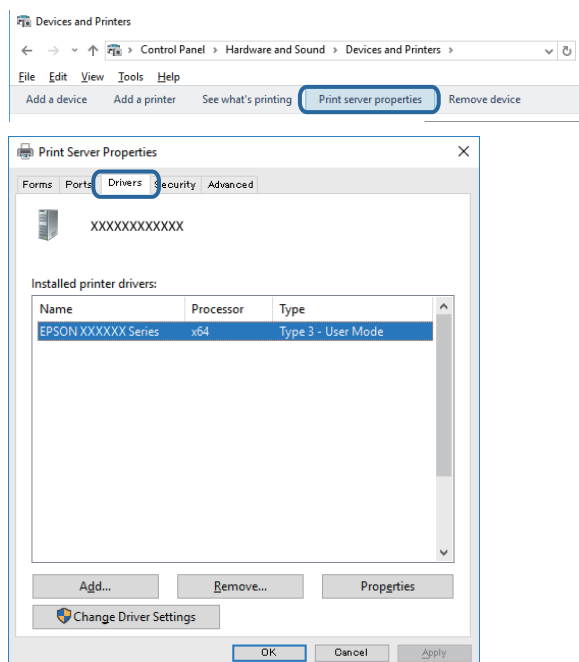 Devices and Printers
Control Panel > Hardware and Sound > Devices and Printers >
File Edit View Tools Help
Add a device Add a printer See what's printing Print server properties Remove device
Print Server Properties
Forms Ports Drivers Security Advanced
XXXXXXXXXXXX
Installed printer drivers:
Name Processor Type
EPSON XXXXXX Series x64 Type 3 - User Mode
Add... Remove... Properties
Change Driver Settings
OK Cancel Apply